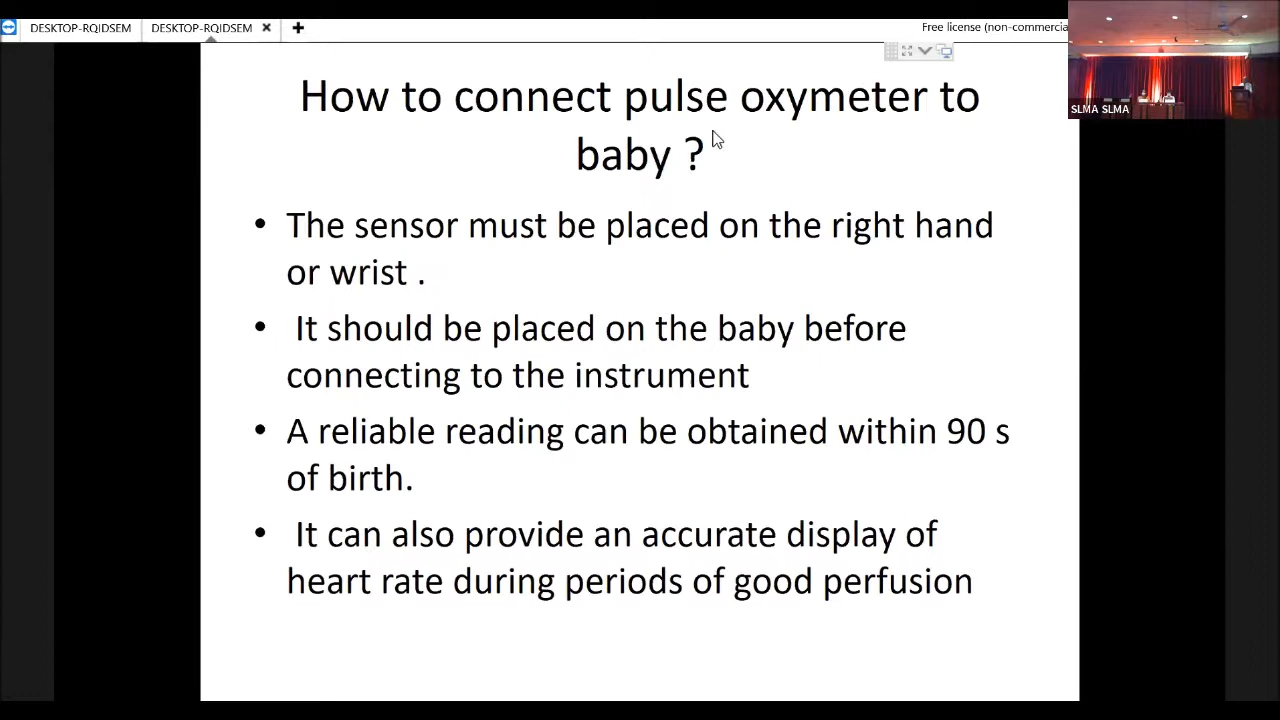 DESKTOP-RQIDSEM DESKTOP-RQIDSEM × +
Free license (non-commercia
SLMA SLMA
How to connect pulse oxymeter to
baby ?
• The sensor must be placed on the right hand
or wrist .
• It should be placed on the baby before
connecting to the instrument
• A reliable reading can be obtained within 90 s
of birth.
• It can also provide an accurate display of
heart rate during periods of good perfusion